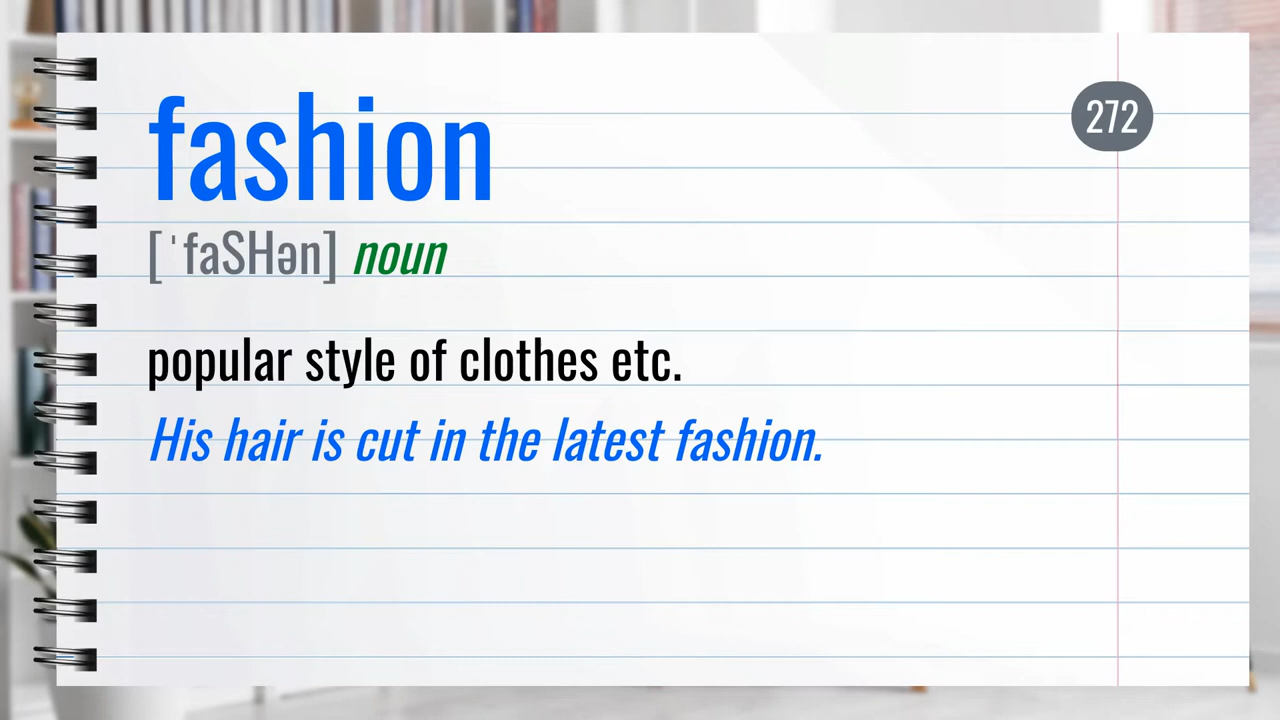 fashion
272
[ˈfaSHən] noun
popular style of clothes etc.
His hair is cut in the latest fashion.